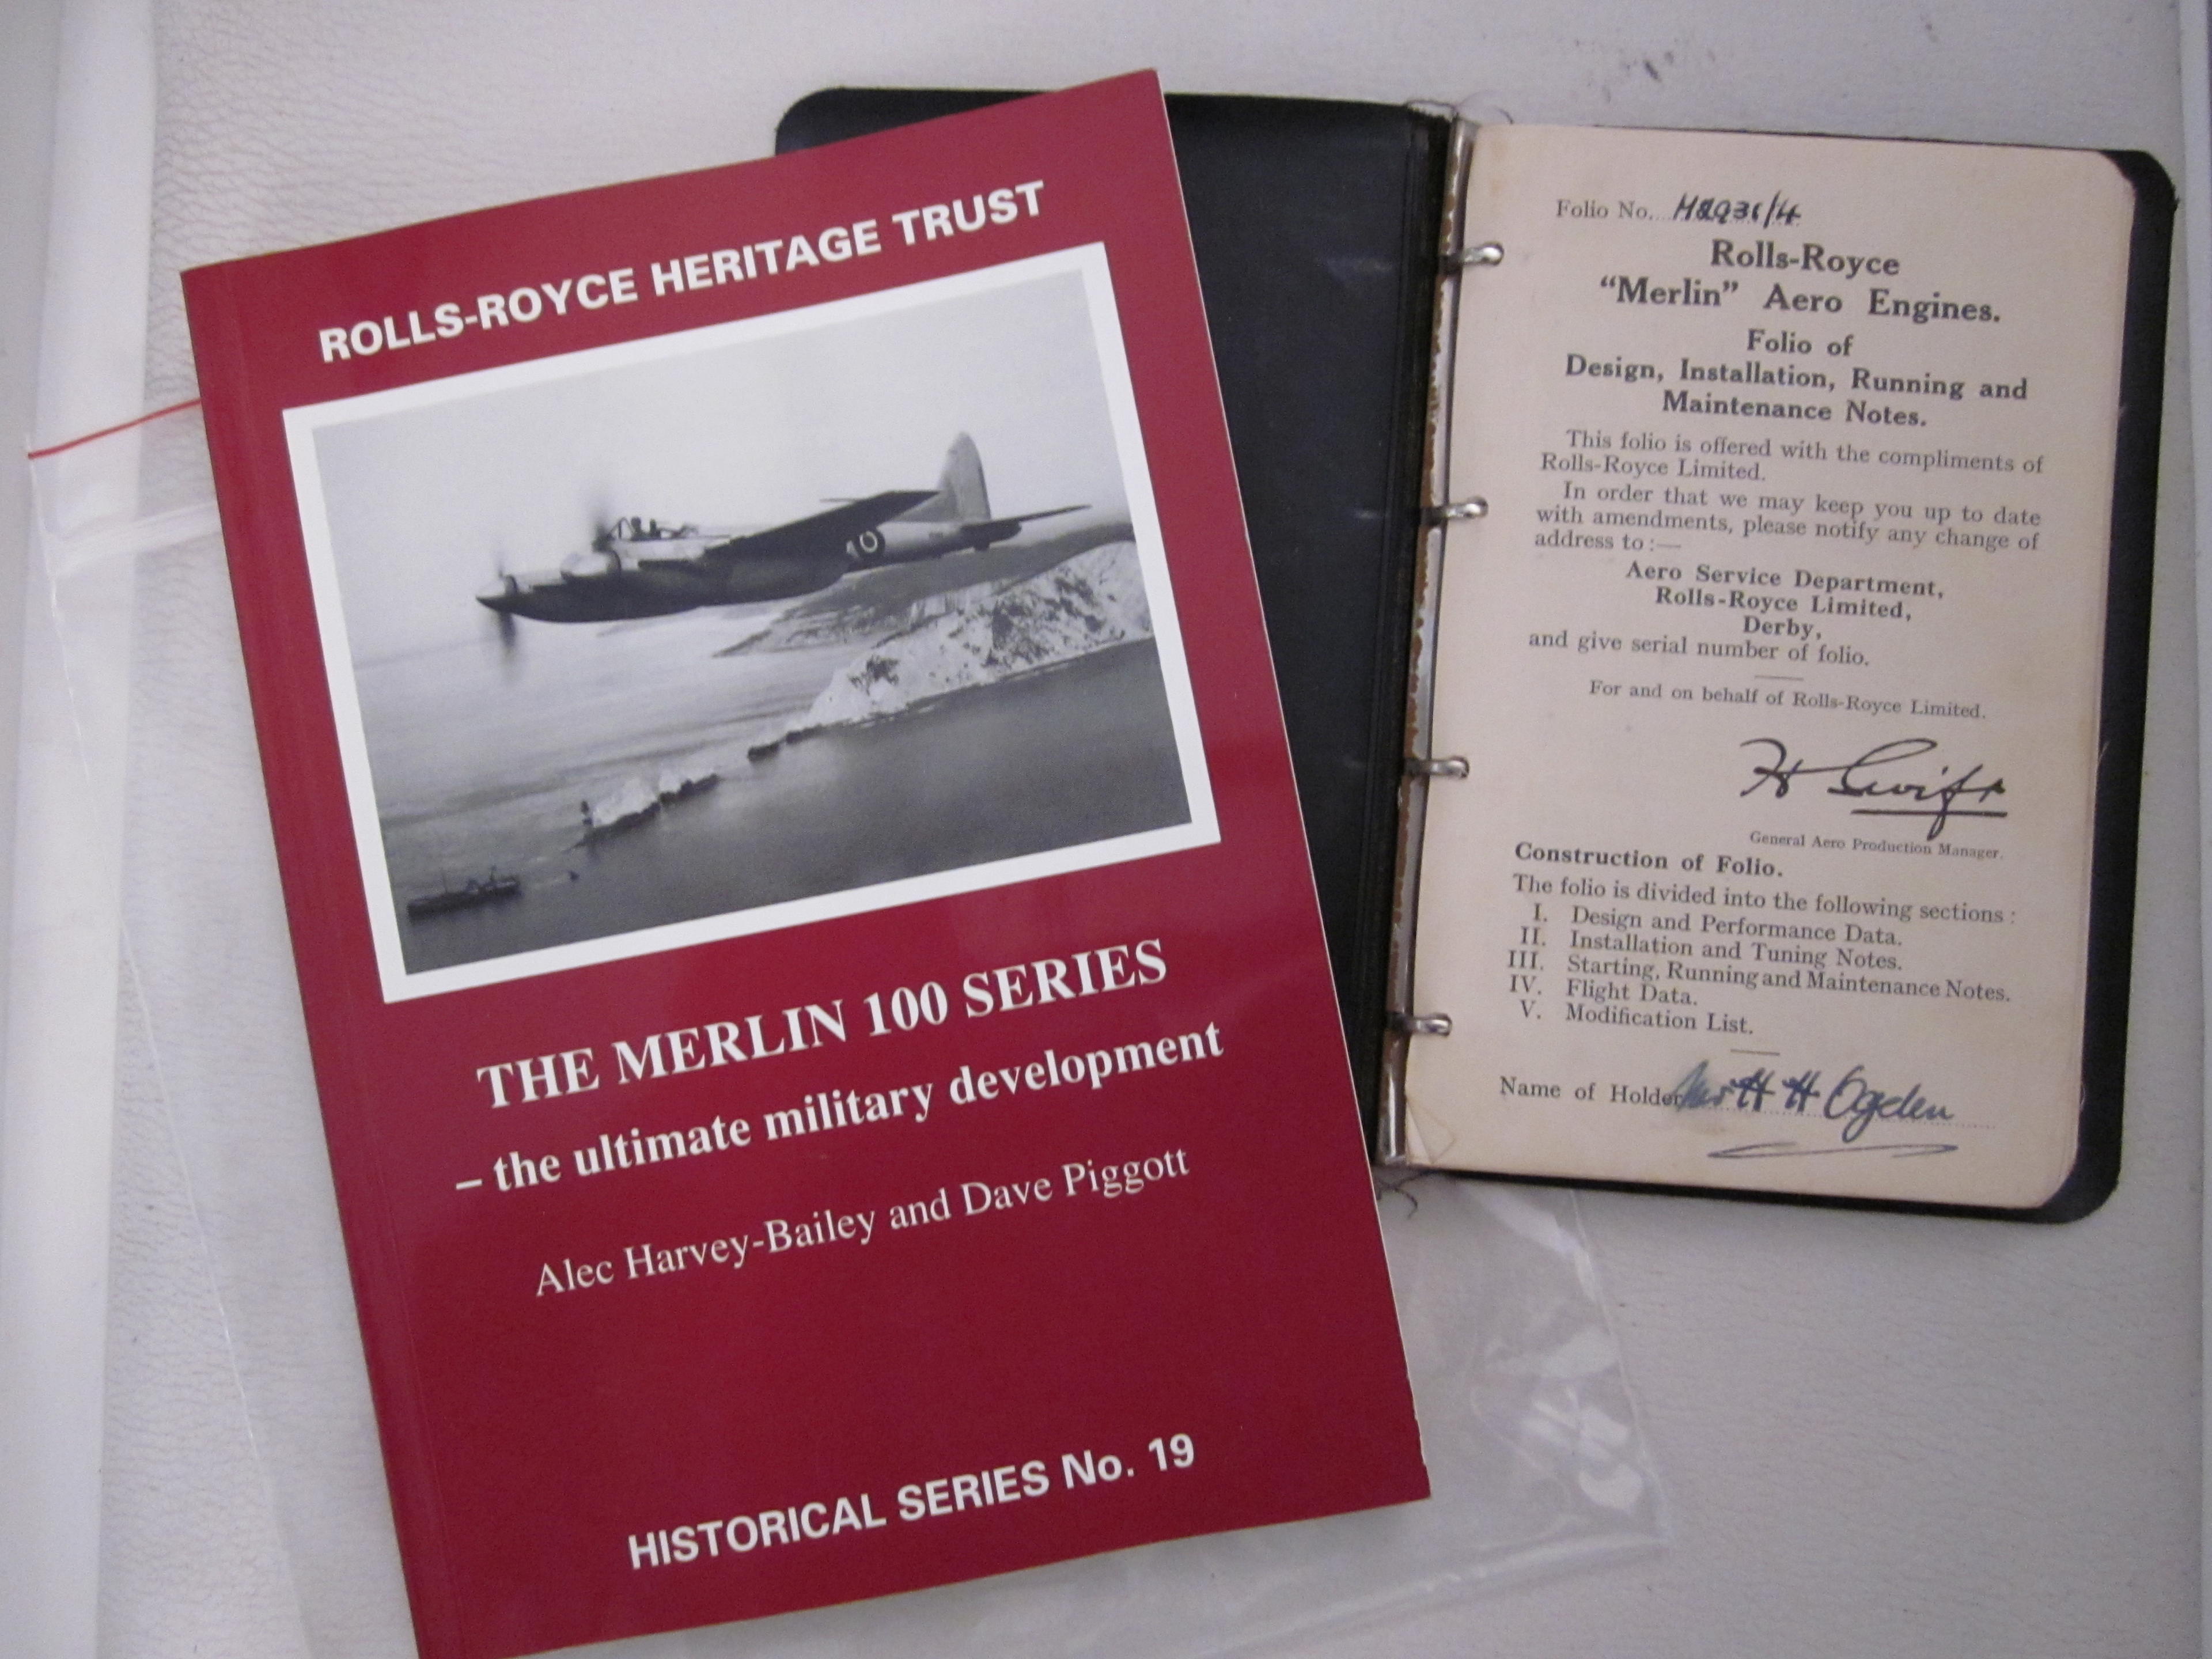 ROLLS-ROYCE HERITAGE TRUST
THE MERLIN 100 SERIES
– the ultimate military development
Alec Harvey-Bailey and Dave Piggott
HISTORICAL SERIES No. 19
Folio No.
Rolls-Royce
“Merlin” Aero Engines.
Folio of
Design, Installation, Running and
Maintenance Notes.
This folio is offered with the compliments of
Rolls-Royce Limited.
In order that we may keep you up to date
with amendments, please notify any change of
address to :—
Aero Service Department,
Rolls-Royce Limited,
Derby,
and give serial number of folio.
For and on behalf of Rolls-Royce Limited.
H Swift
General Aero Production Manager.
Construction of Folio.
The folio is divided into the following sections :
I. Design and Performance Data.
II. Installation and Tuning Notes.
III. Starting, Running and Maintenance Notes.
IV. Flight Data.
V. Modification List.
Name of Holder H H Ogden